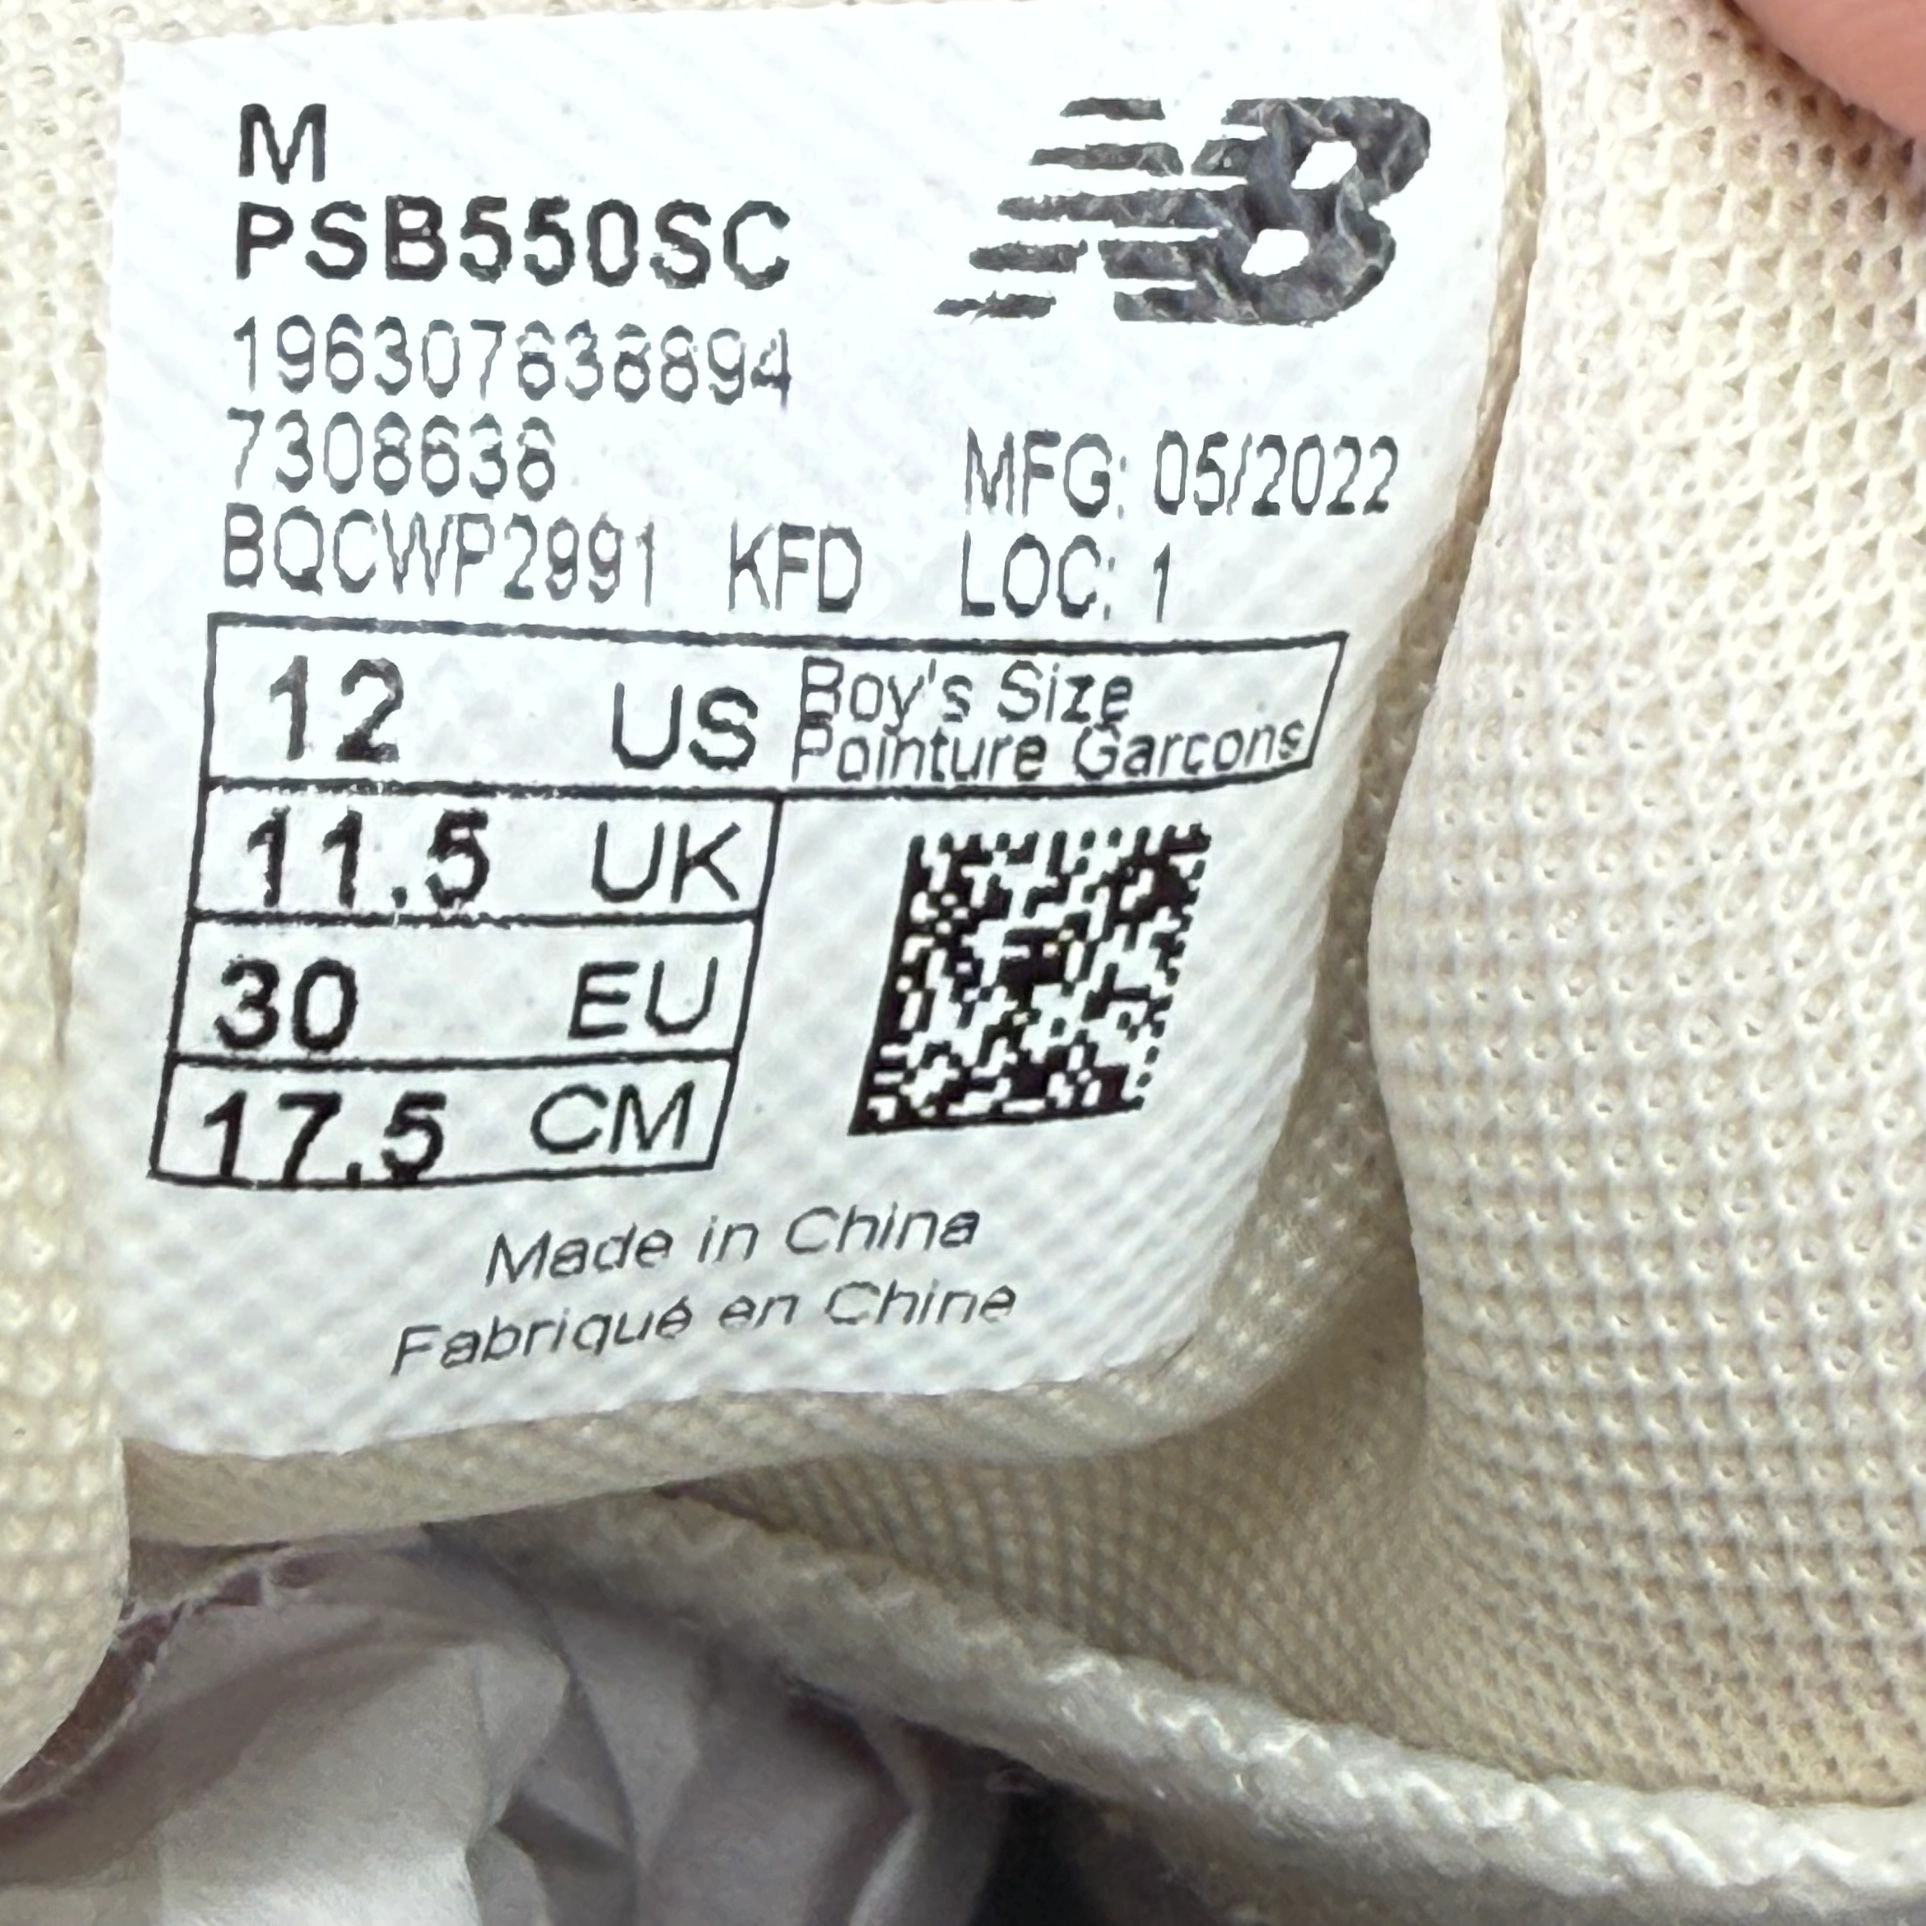 M
PSB550SC
196307638894
7308638
BQCWP2991 KFD
MFG: 05/2022
LOC: 1
12 US Boy's Size
Pointure Garcons
11.5 UK
30 EU
17.5 CM
Made in China
Fabriqué en Chine